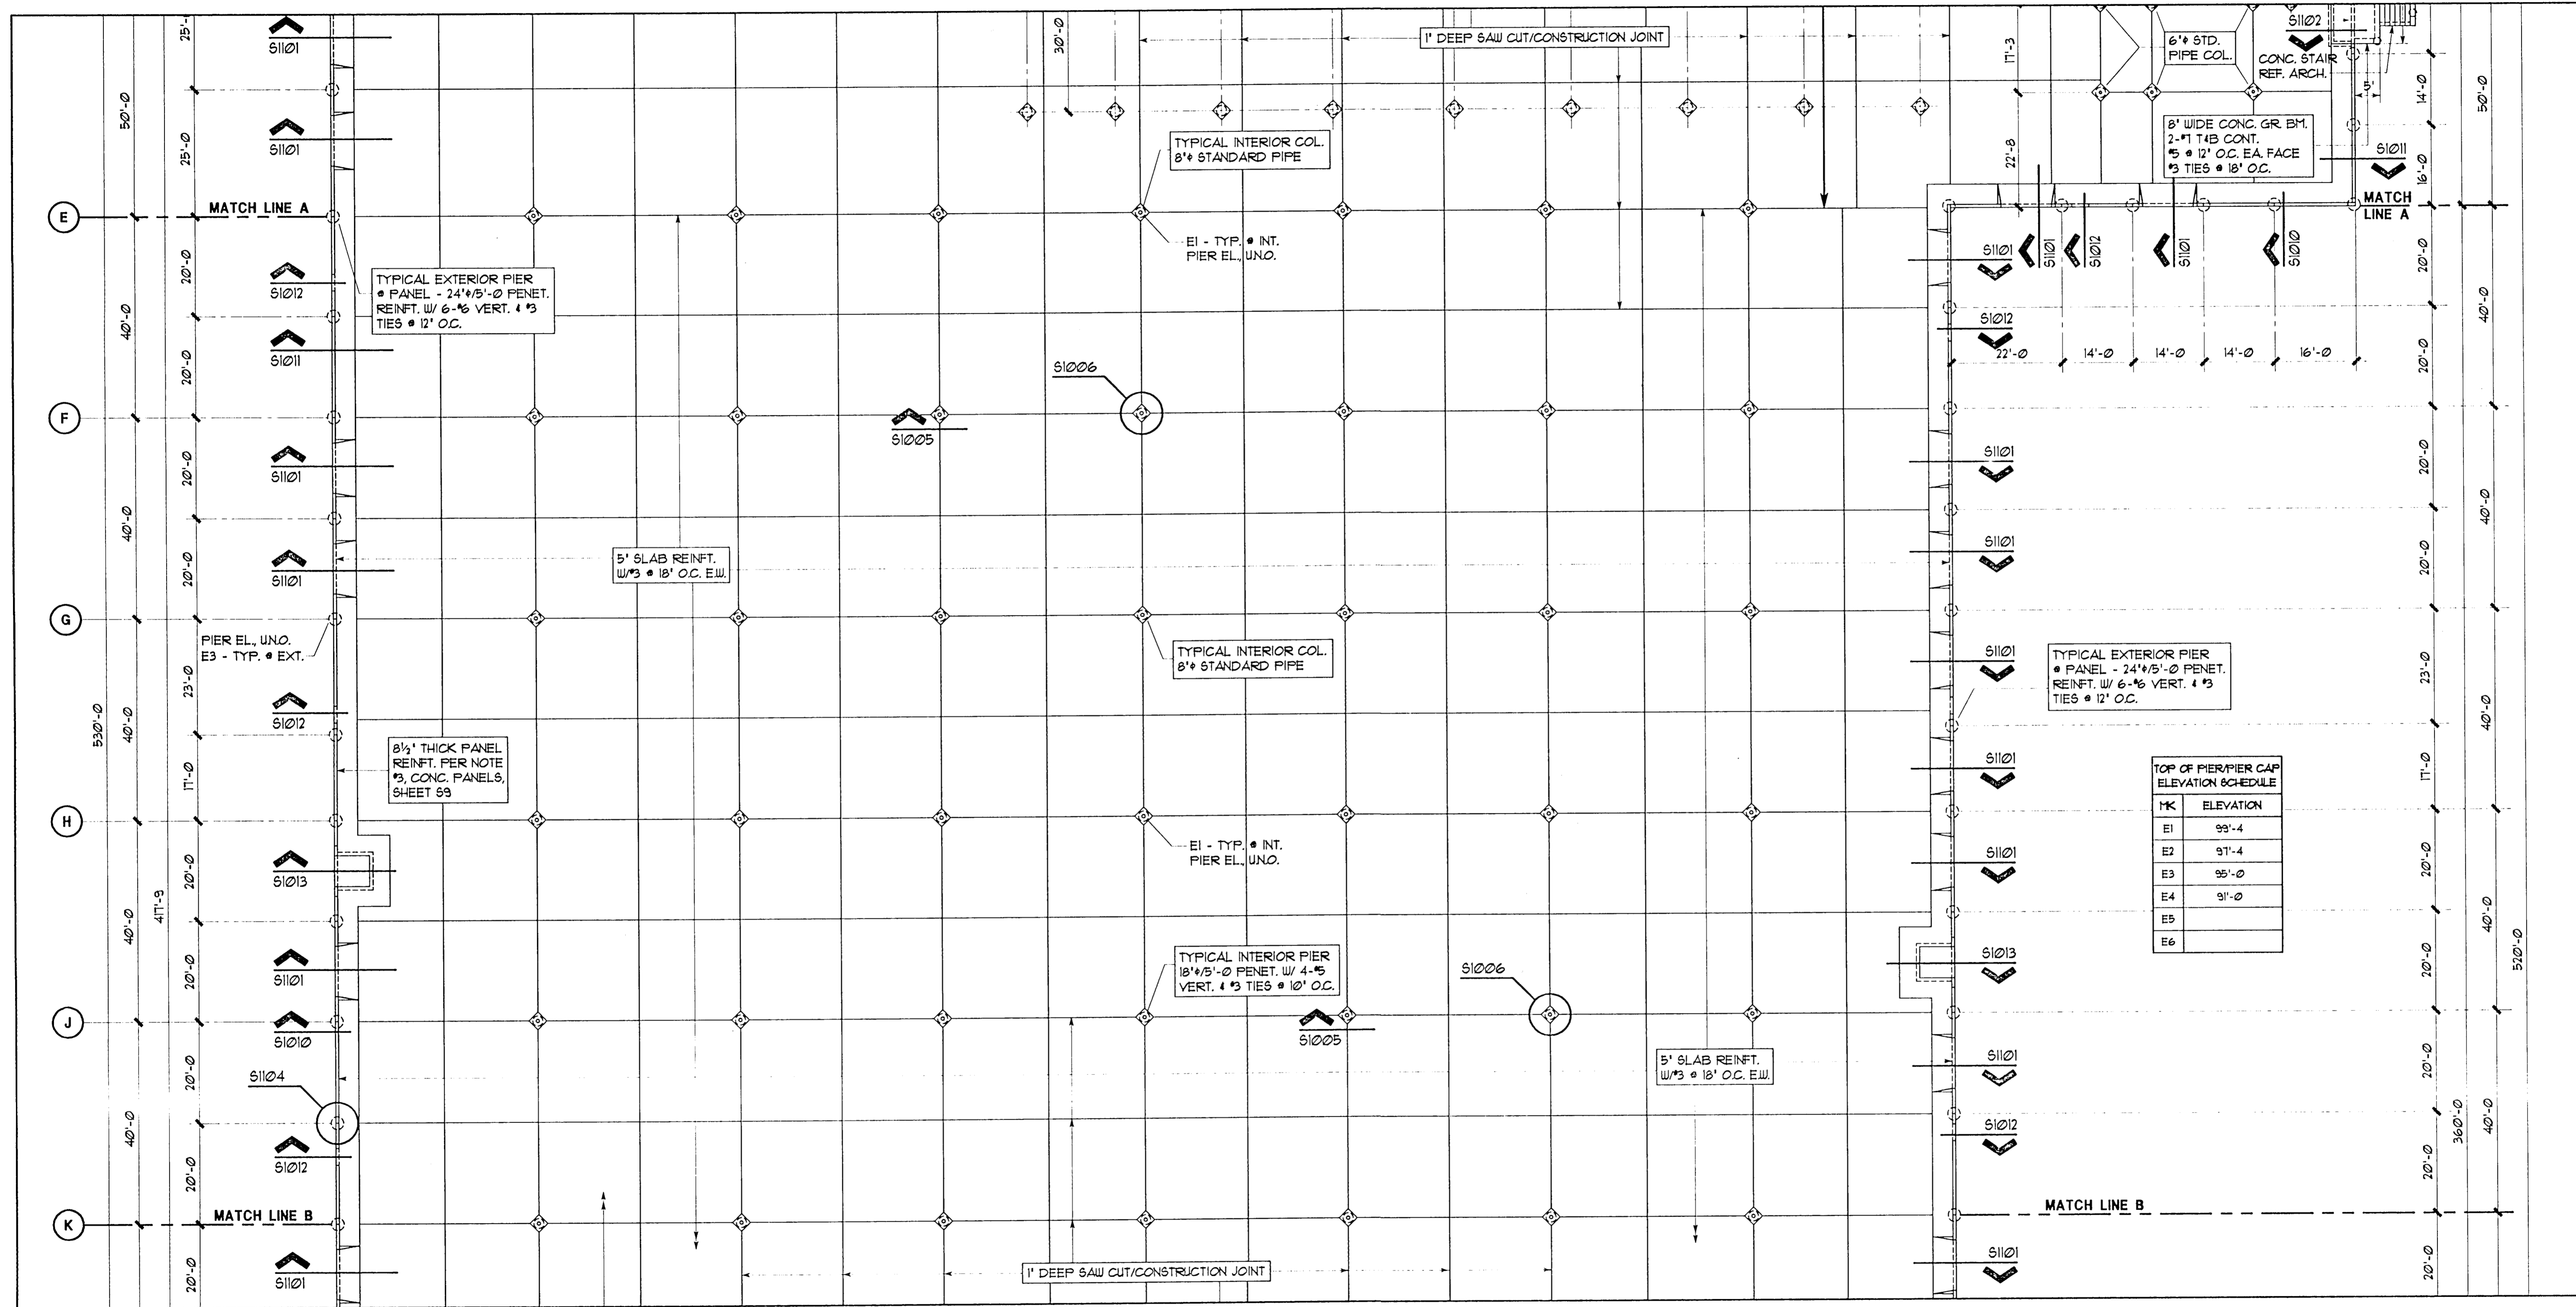 25'-
S1101
50'-0
25'-0
S1101
30'-0
1" DEEP SAW CUT/CONSTRUCTION JOINT
TYPICAL INTERIOR COL.
8"φ STANDARD PIPE
17'-3
22'-8
6"φ STD.
PIPE COL.
S1102
CONC. STAIR
REF. ARCH.
5'
14'-0
50'-0
8" WIDE CONC. GR. BM.
2-#7 T&B CONT.
#5 @ 12" O.C. EA. FACE
#3 TIES @ 18" O.C.
S1011
16'-0
E
MATCH LINE A
MATCH
LINE A
E1 - TYP. @ INT.
PIER EL., U.N.O.
20'-0
S1012
TYPICAL EXTERIOR PIER
@ PANEL - 24"φ/5'-0 PENET.
REINFT. W/ 6-#6 VERT. & #3
TIES @ 12" O.C.
40'-0
S1011
20'-0
S1101
S1101
S1012
S1101
S1010
20'-0
40'-0
S1012
22'-0
14'-0
14'-0
14'-0
16'-0
20'-0
F
S1006
S1005
20'-0
S1101
40'-0
S1101
20'-0
40'-0
5" SLAB REINFT.
W/#3 @ 18" O.C. E.W.
20'-0
S1101
S1101
20'-0
G
PIER EL., U.N.O.
E3 - TYP. @ EXT.
TYPICAL INTERIOR COL.
8"φ STANDARD PIPE
S1101
TYPICAL EXTERIOR PIER
@ PANEL - 24"φ/5'-0 PENET.
REINFT. W/ 6-#6 VERT. & #3
TIES @ 12" O.C.
23'-0
23'-0
S1012
530'-0
40'-0
40'-0
8½" THICK PANEL
REINFT. PER NOTE
#3, CONC. PANELS,
SHEET S9
17'-0
S1101
17'-0
TOP OF PIER/PIER CAP
ELEVATION SCHEDULE
MK ELEVATION
E1 99'-4
E2 97'-4
E3 95'-0
E4 91'-0
E5
E6
H
E1 - TYP. @ INT.
PIER EL., U.N.O.
20'-0
S1013
S1101
20'-0
417'-9
40'-0
40'-0
520'-0
20'-0
S1101
TYPICAL INTERIOR PIER
18"φ/5'-0 PENET. W/ 4-#5
VERT. & #3 TIES @ 10" O.C.
S1006
S1013
20'-0
J
S1010
S1005
S1104
20'-0
5" SLAB REINFT.
W/#3 @ 18" O.C. E.W.
S1101
20'-0
40'-0
S1012
S1012
360'-0
40'-0
20'-0
20'-0
K
MATCH LINE B
MATCH LINE B
20'-0
S1101
1" DEEP SAW CUT/CONSTRUCTION JOINT
S1101
20'-0